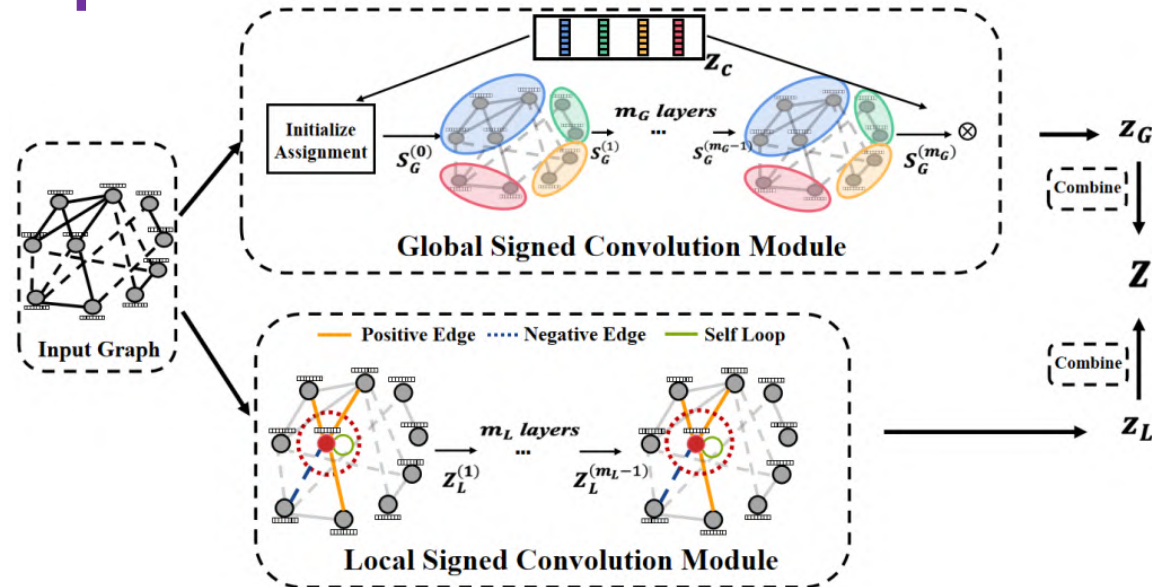 Z_c
Initialize
Assignment
S_G^{(0)}
S_G^{(1)}
m_G layers
...
S_G^{(m_G-1)}
S_G^{(m_G)}
⊗
Global Signed Convolution Module
Input Graph
Positive Edge
Negative Edge
Self Loop
Z_L^{(1)}
m_L layers
...
Z_L^{(m_L-1)}
Local Signed Convolution Module
Z_G
Combine
Z
Combine
Z_L